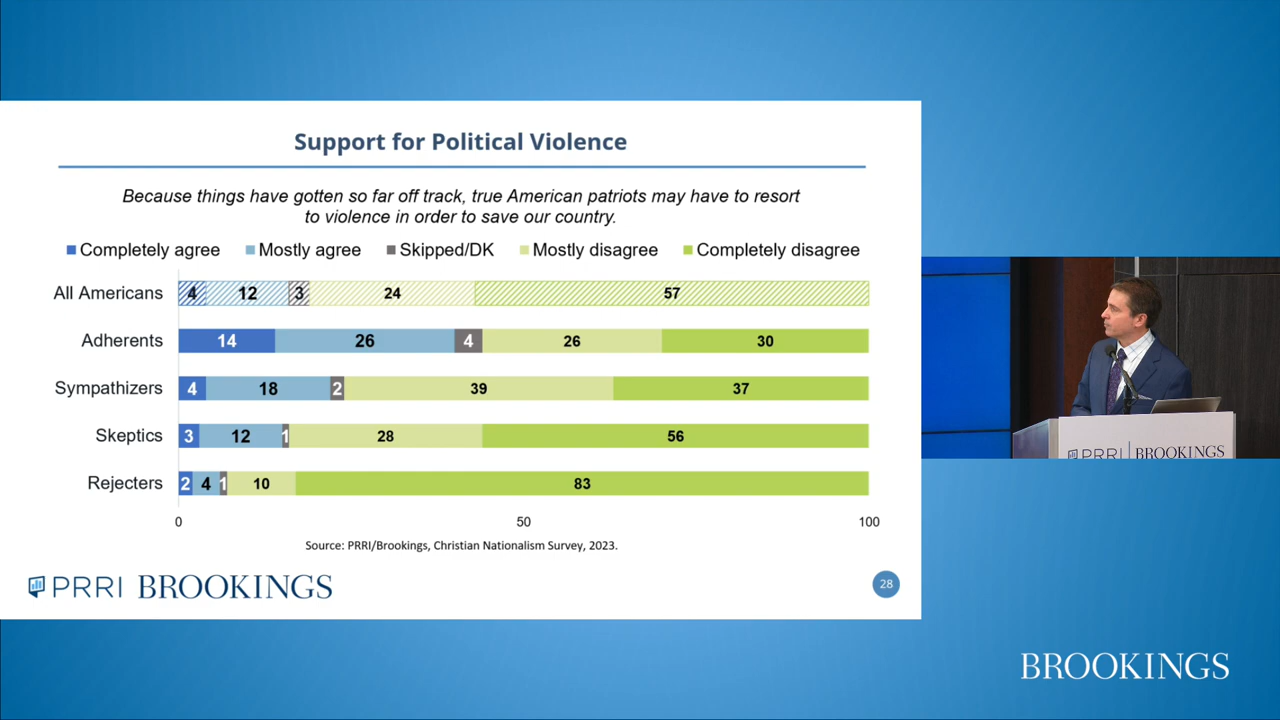 Support for Political Violence
Because things have gotten so far off track, true American patriots may have to resort
to violence in order to save our country.
Completely agree Mostly agree Skipped/DK Mostly disagree Completely disagree
All Americans 4 12 3 24 57
Adherents 14 26 4 26 30
Sympathizers 4 18 2 39 37
Skeptics 3 12 1 28 56
Rejecters 2 4 1 10 83
0 50 100
Source: PRRI/Brookings, Christian Nationalism Survey, 2023.
PRRI BROOKINGS
28
PRRI BROOKINGS
BROOKINGS